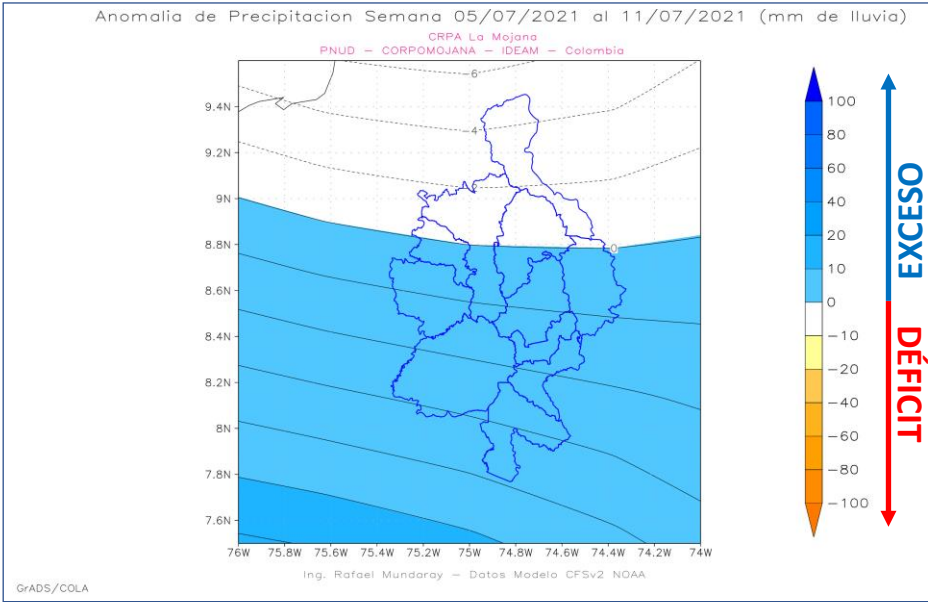 Anomalia de Precipitacion Semana 05/07/2021 al 11/07/2021 (mm de lluvia)
CRPA La Mojana
PNUD – CORPOMOJANA – IDEAM – Colombia
-6
-4
0
9.4N
9.2N
9N
8.8N
8.6N
8.4N
8.2N
8N
7.8N
7.6N
76W 75.8W 75.6W 75.4W 75.2W 75W 74.8W 74.6W 74.4W 74.2W 74W
100
80
60
40
20
10
0
-10
-20
-40
-60
-80
-100
EXCESO
DÉFICIT
Ing. Rafael Mundaray – Datos Modelo CFSv2 NOAA
GrADS/COLA